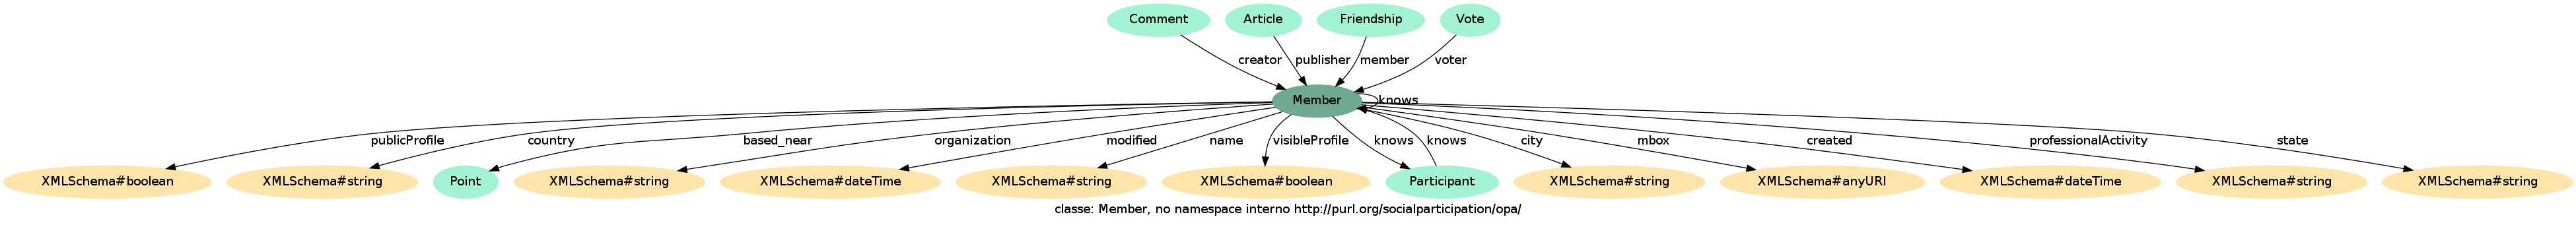 Comment Article Friendship Vote
creator publisher member voter
Member knows
publicProfile country based_near organization modified name visibleProfile knows knows city mbox created professionalActivity state
XMLSchema#boolean XMLSchema#string Point XMLSchema#string XMLSchema#dateTime XMLSchema#string XMLSchema#boolean Participant XMLSchema#string XMLSchema#anyURI XMLSchema#dateTime XMLSchema#string XMLSchema#string
classe: Member, no namespace interno http://purl.org/socialparticipation/opa/